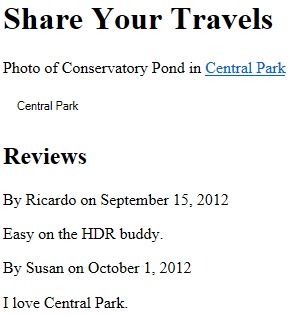 Share Your Travels
Photo of Conservatory Pond in Central Park
Central Park
Reviews
By Ricardo on September 15, 2012
Easy on the HDR buddy.
By Susan on October 1, 2012
I love Central Park.